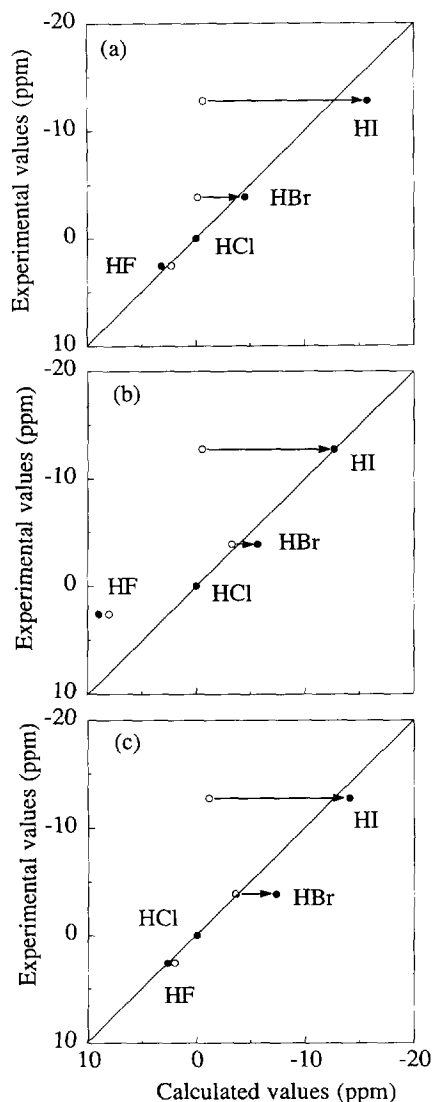 -20
(a)
Experimental values (ppm)
-10
HI
HBr
0
HF
HCl
10
-20
(b)
Experimental values (ppm)
-10
HI
HBr
0
HF
HCl
10
-20
(c)
Experimental values (ppm)
-10
HI
HBr
HCl
0
HF
10
10 0 -10 -20
Calculated values (ppm)